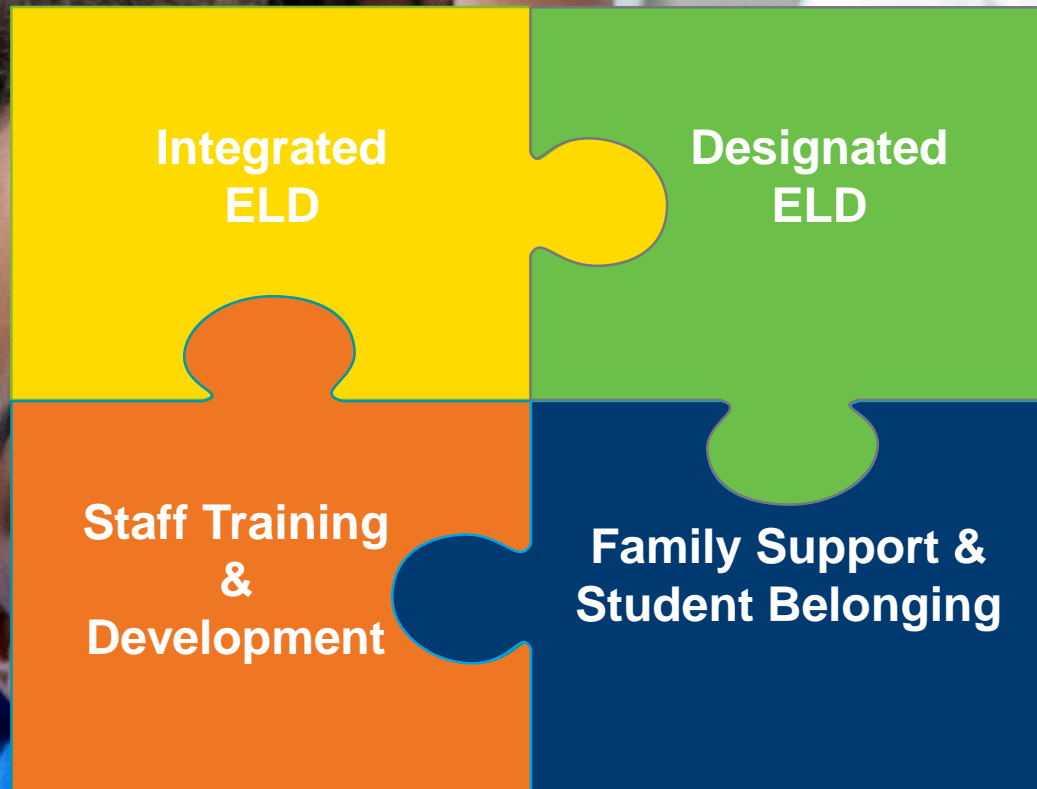 Integrated
ELD
Designated
ELD
Staff Training
&
Development
Family Support &
Student Belonging